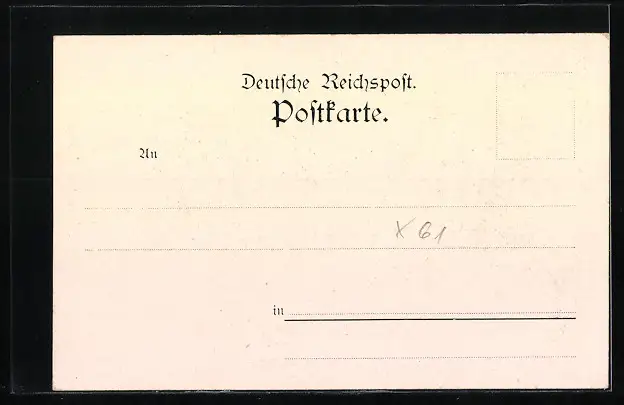 Deutsche Reichspost.
Postkarte.
An
X 61
in